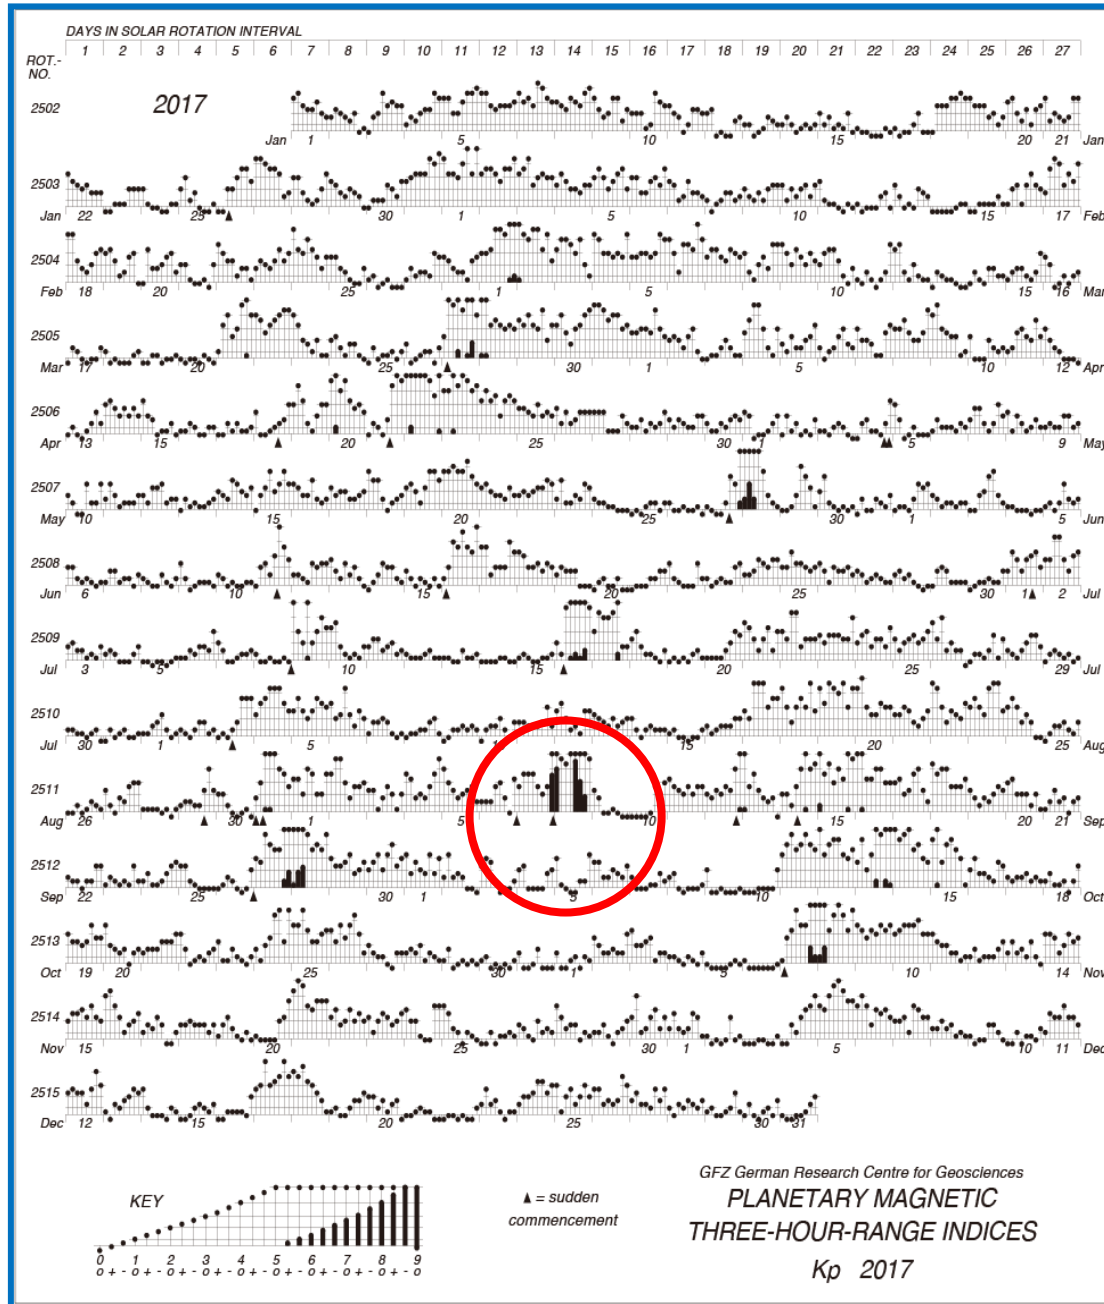 DAYS IN SOLAR ROTATION INTERVAL
1 2 3 4 5 6 7 8 9 10 11 12 13 14 15 16 17 18 19 20 21 22 23 24 25 26 27
ROT.-
NO.
2502
2017
Jan 1 5 10 15 20 21 Jan
2503
Jan 22 25 30 1 5 10 15 17 Feb
2504
Feb 18 20 25 1 5 10 15 16 Mar
2505
Mar 17 20 25 30 1 5 10 12 Apr
2506
Apr 13 15 20 25 30 1 5 9 May
2507
May 10 15 20 25 30 1 5 Jun
2508
Jun 6 10 15 20 25 30 1 2 Jul
2509
Jul 3 5 10 15 20 25 29 Jul
2510
Jul 30 1 5 15 20 25 Aug
2511
Aug 26 30 1 5 10 15 20 21 Sep
2512
Sep 22 25 30 1 5 10 15 18 Oct
2513
Oct 19 20 25 30 1 5 10 14 Nov
2514
Nov 15 20 25 30 1 5 10 11 Dec
2515
Dec 12 15 20 25 30 31
KEY
0 1 2 3 4 5 6 7 8 9
o + - o + - o + - o + - o + - o + - o + - o + - o + - o
▲ = sudden
commencement
GFZ German Research Centre for Geosciences
PLANETARY MAGNETIC
THREE-HOUR-RANGE INDICES
Kp 2017